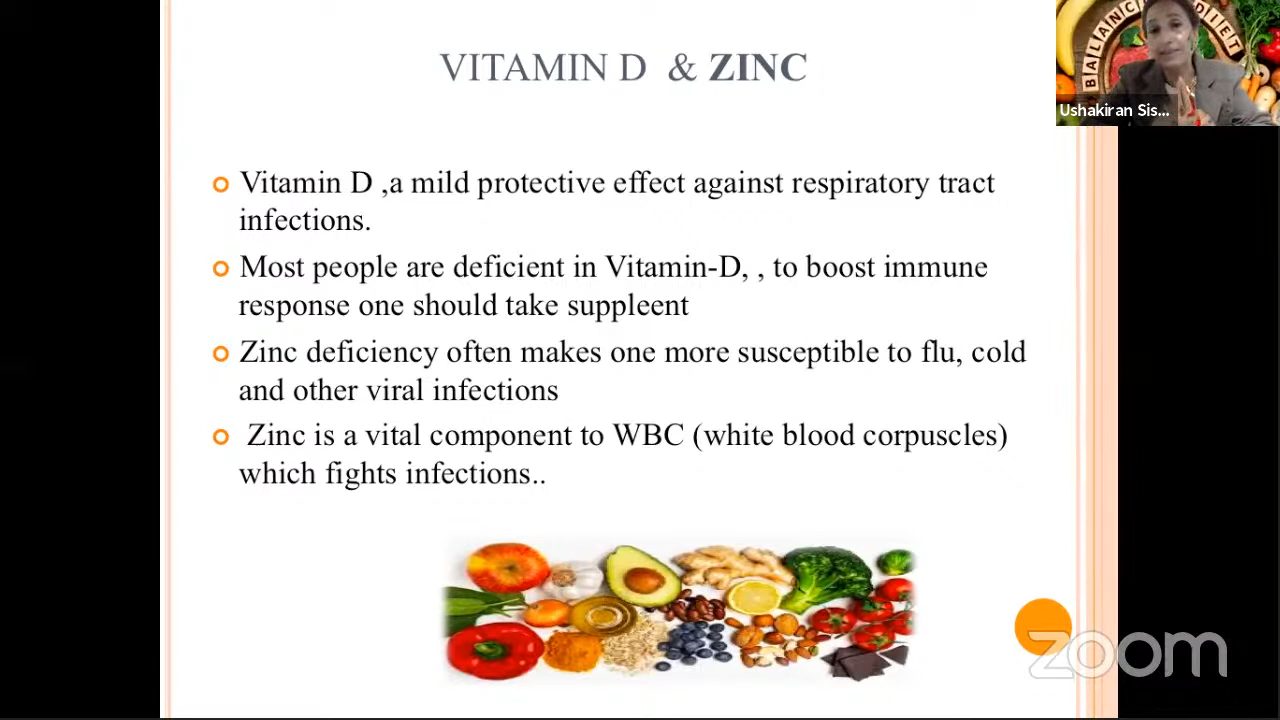 VITAMIN D & ZINC
BALANC DIET
Ushakiran Sis...
Vitamin D ,a mild protective effect against respiratory tract
infections.
Most people are deficient in Vitamin-D, , to boost immune
response one should take suppleent
Zinc deficiency often makes one more susceptible to flu, cold
and other viral infections
Zinc is a vital component to WBC (white blood corpuscles)
which fights infections..
zoom